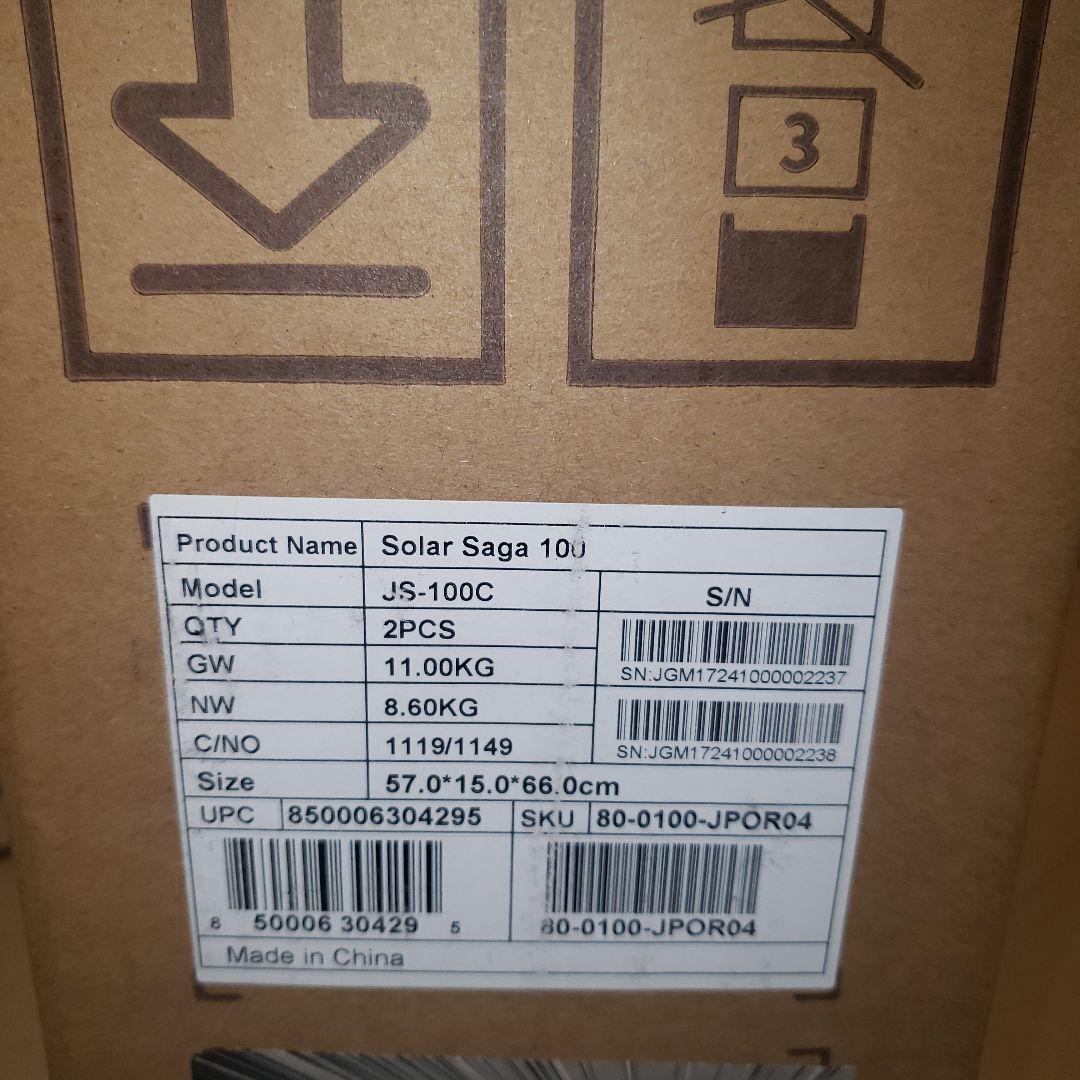 3
Product Name Solar Saga 100
Model JS-100C S/N
QTY 2PCS
SN:JGM17241000002237
GW 11.00KG
NW 8.60KG
SN:JGM17241000002238
C/NO 1119/1149
Size 57.0*15.0*66.0cm
UPC 850006304295 SKU 80-0100-JPOR04
8 50006 30429 5 80-0100-JPOR04
Made in China